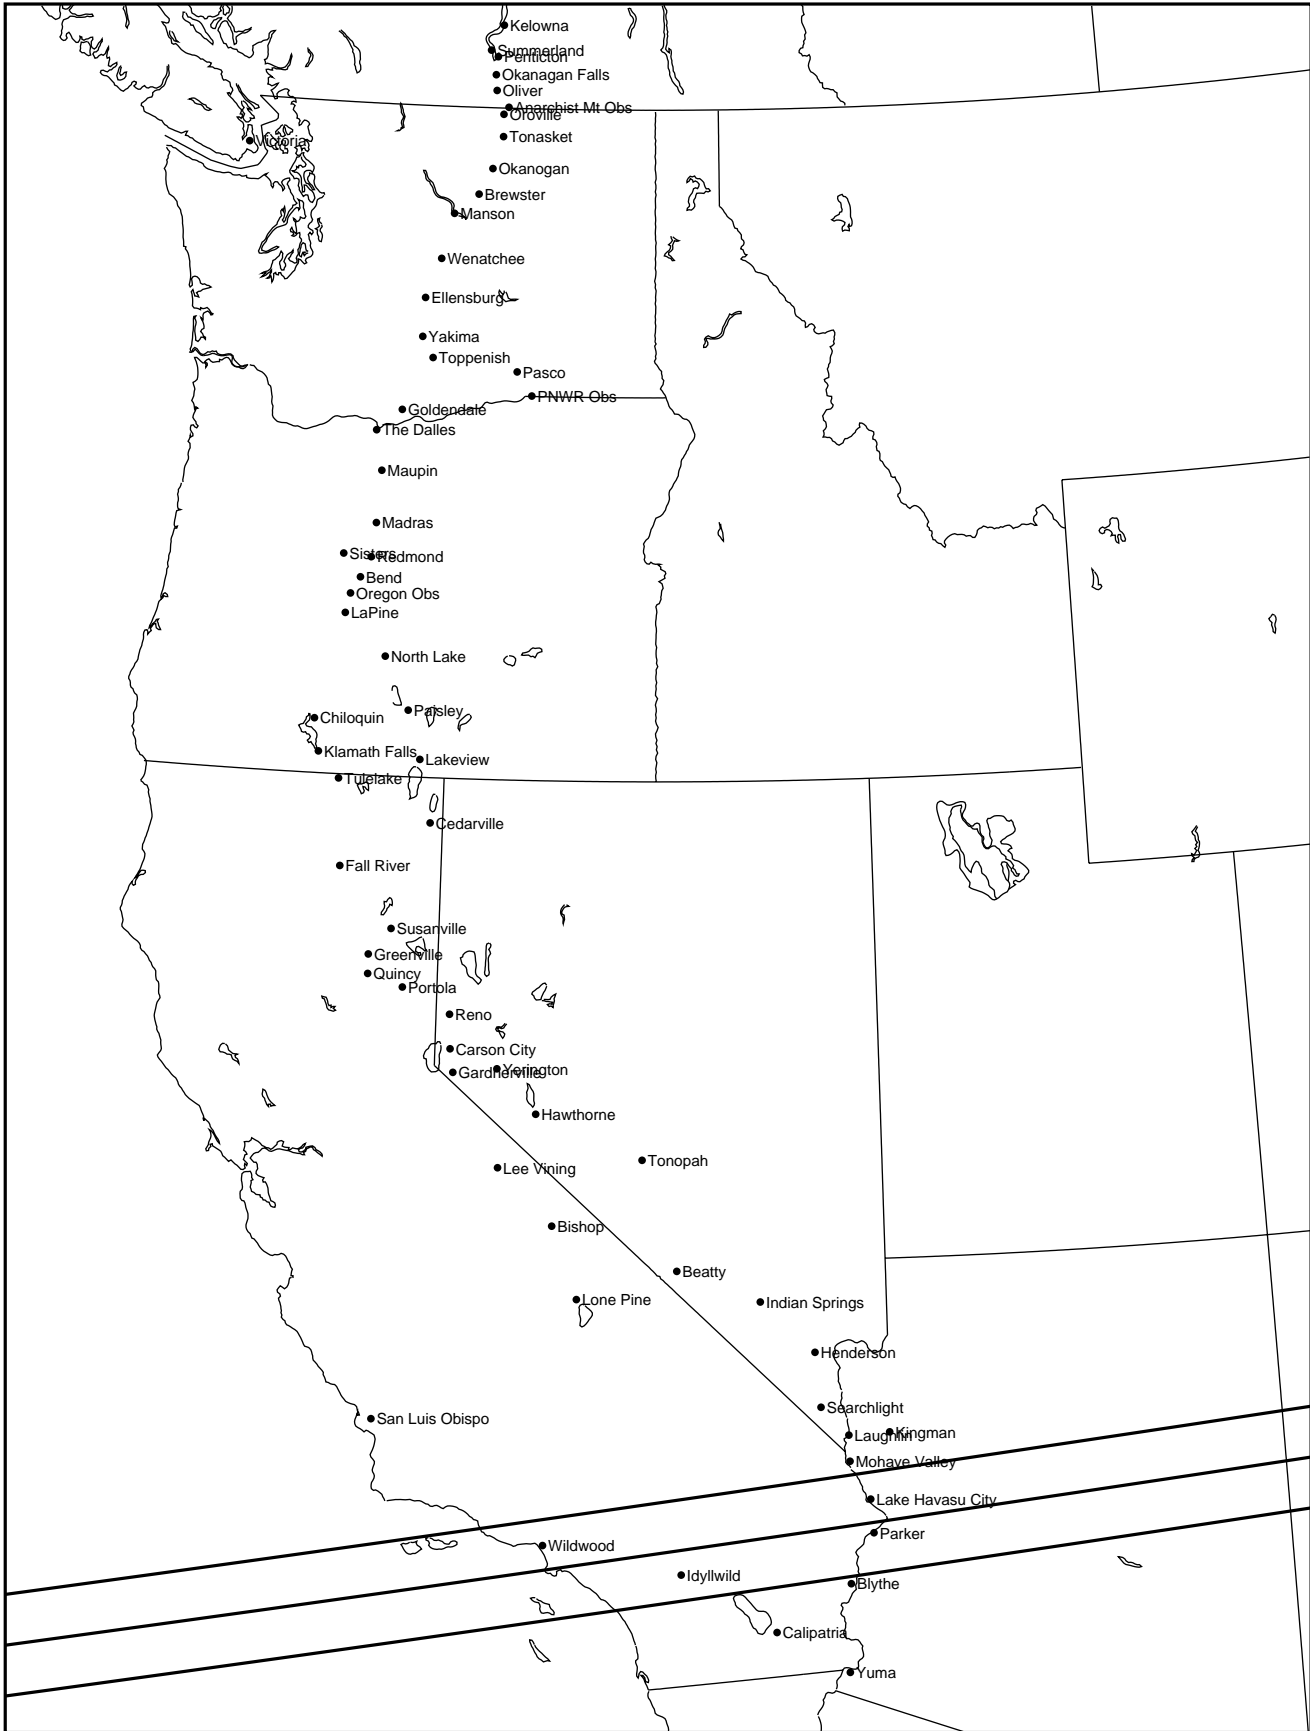 Kelowna
Summerland
Penticton
Okanagan Falls
Oliver
Anarchist Mt Obs
Oroville
Tonasket
Victoria
Okanogan
Brewster
Manson
Wenatchee
Ellensburg
Yakima
Toppenish
Pasco
PNWR Obs
Goldendale
The Dalles
Maupin
Madras
Sisters
Redmond
Bend
Oregon Obs
LaPine
North Lake
Paisley
Chiloquin
Klamath Falls
Lakeview
Tulelake
Cedarville
Fall River
Susanville
Greenville
Quincy
Portola
Reno
Carson City
Yerington
Gardnerville
Hawthorne
Tonopah
Lee Vining
Bishop
Beatty
Lone Pine
Indian Springs
Henderson
Searchlight
San Luis Obispo
Kingman
Laughlin
Mohave Valley
Lake Havasu City
Parker
Wildwood
Idyllwild
Blythe
Calipatria
Yuma